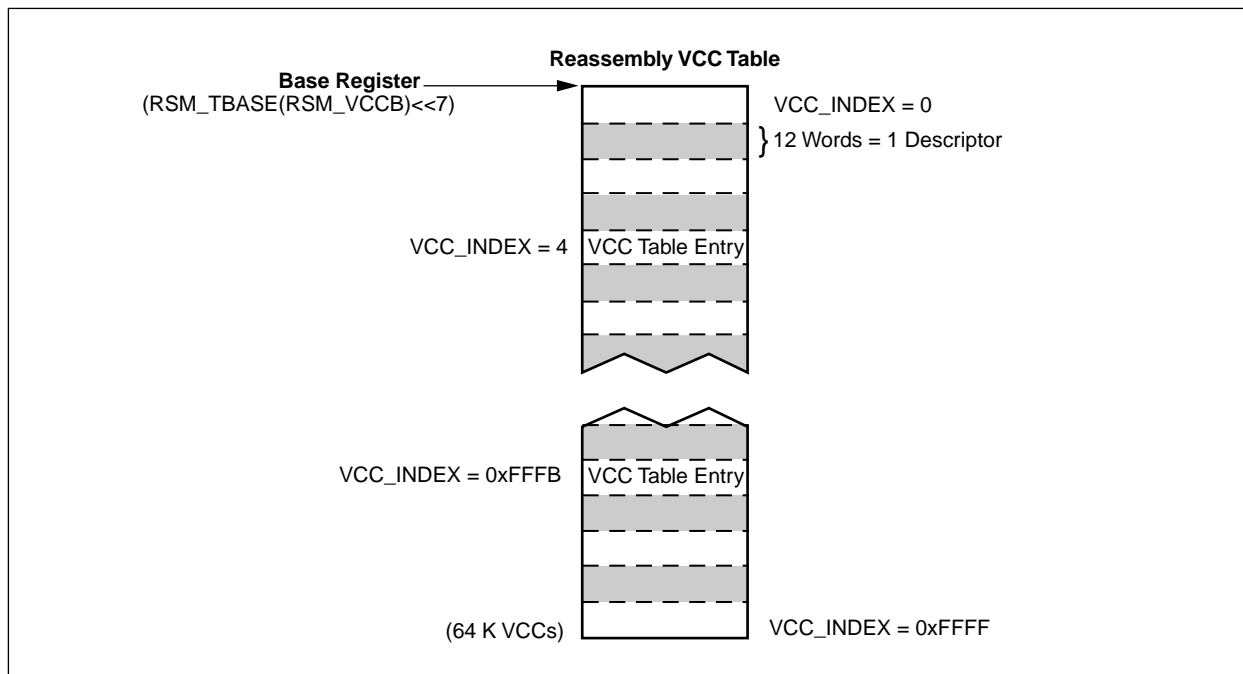 Reassembly VCC Table
Base Register
(RSM_TBASE(RSM_VCCB)<<7)
VCC_INDEX = 0
} 12 Words = 1 Descriptor
VCC_INDEX = 4
VCC Table Entry
VCC_INDEX = 0xFFFB
VCC Table Entry
(64 K VCCs)
VCC_INDEX = 0xFFFF